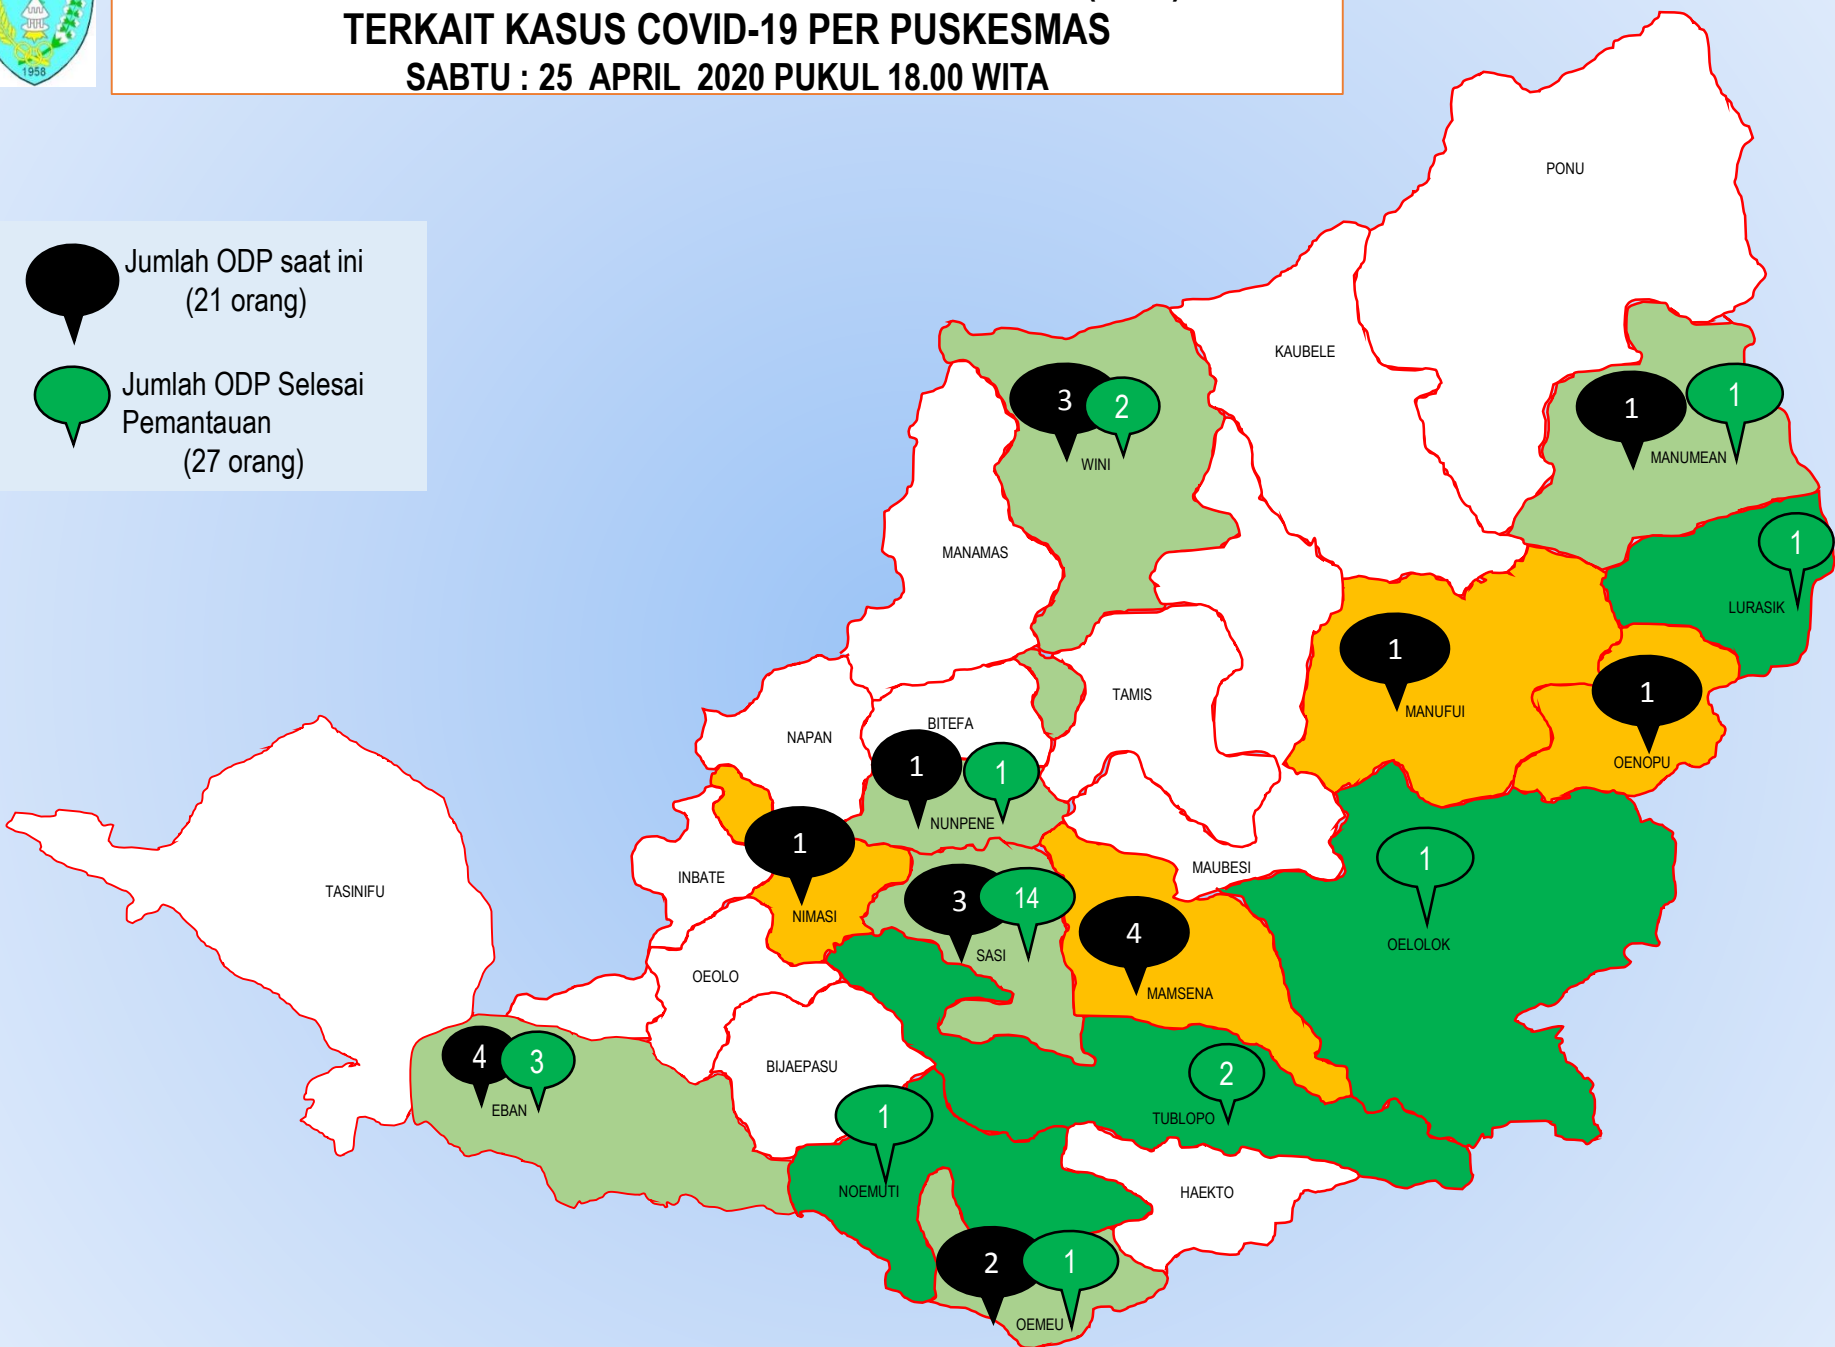 TERKAIT KASUS COVID-19 PER PUSKESMAS
SABTU : 25 APRIL 2020 PUKUL 18.00 WITA
1958
Jumlah ODP saat ini
(21 orang)
Jumlah ODP Selesai
Pemantauan
(27 orang)
PONU
KAUBELE
3
2
WINI
1
1
MANUMEAN
1
LURASIK
MANAMAS
1
MANUFUI
1
OENOPU
TAMIS
BITEFA
NAPAN
1
1
NUNPENE
1
NIMASI
INBATE
TASINIFU
MAUBESI
1
OELOLOK
3
14
SASI
4
MAMSENA
OEOLO
BIJAEPASU
4
3
EBAN
2
TUBLOPO
1
NOEMUTI
HAEKTO
2
1
OEMEU